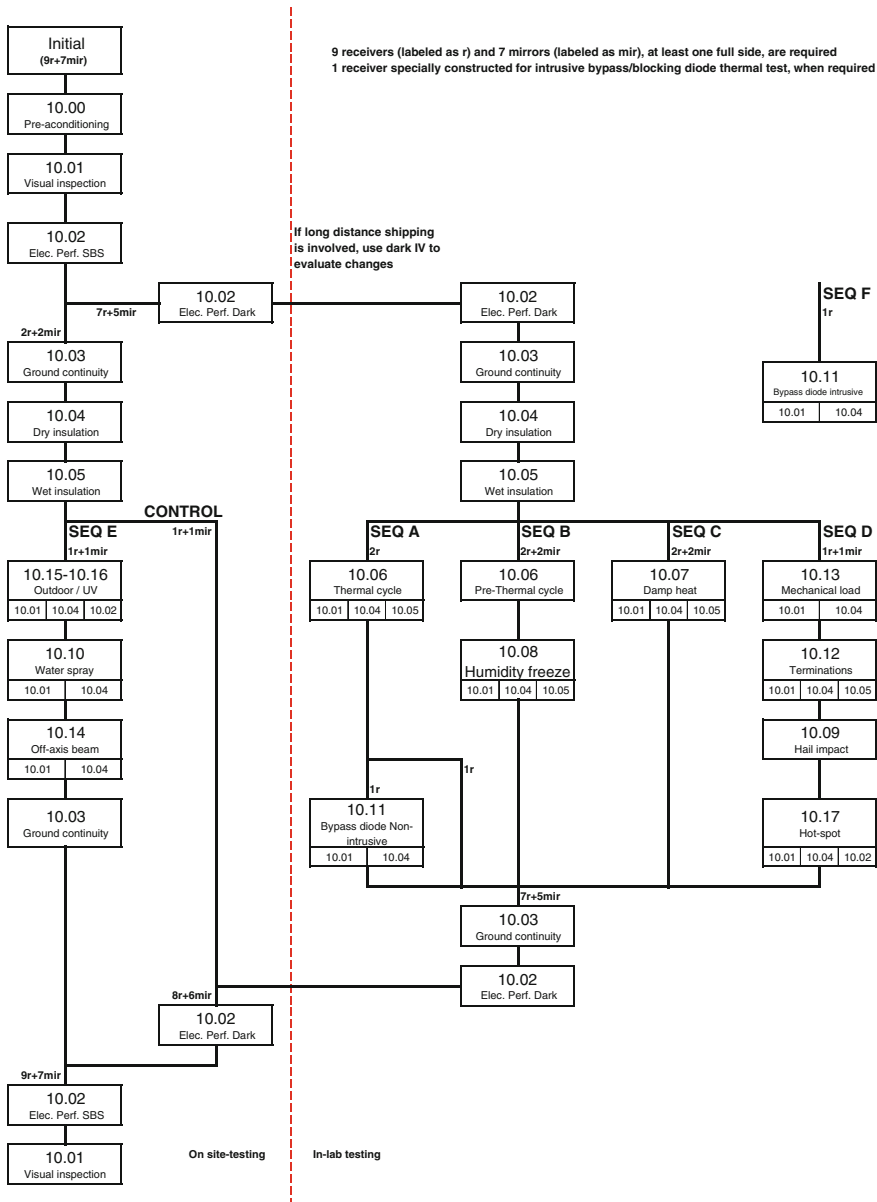 Initial
(9r+7mir)
9 receivers (labeled as r) and 7 mirrors (labeled as mir), at least one full side, are required
1 receiver specially constructed for intrusive bypass/blocking diode thermal test, when required
10.00
Pre-aconditioning
10.01
Visual inspection
10.02
Elec. Perf. SBS
If long distance shipping
is involved, use dark IV to
evaluate changes
7r+5mir
10.02
Elec. Perf. Dark
10.02
Elec. Perf. Dark
SEQ F
1r
2r+2mir
10.03
Ground continuity
10.03
Ground continuity
10.11
Bypass diode intrusive
10.01 10.04
10.04
Dry insulation
10.04
Dry insulation
10.05
Wet insulation
10.05
Wet insulation
CONTROL
1r+1mir
SEQ E
1r+1mir
SEQ A
2r
SEQ B
2r+2mir
SEQ C
2r+2mir
SEQ D
1r+1mir
10.15-10.16
Outdoor / UV
10.01 10.04 10.02
10.06
Thermal cycle
10.01 10.04 10.05
10.06
Pre-Thermal cycle
10.07
Damp heat
10.01 10.04 10.05
10.13
Mechanical load
10.01 10.04
10.10
Water spray
10.01 10.04
10.08
Humidity freeze
10.01 10.04 10.05
10.12
Terminations
10.01 10.04 10.05
10.14
Off-axis beam
10.01 10.04
10.09
Hail impact
1r
1r
10.03
Ground continuity
10.11
Bypass diode Non-
intrusive
10.01 10.04
10.17
Hot-spot
10.01 10.04 10.02
7r+5mir
10.03
Ground continuity
10.02
Elec. Perf. Dark
8r+6mir
10.02
Elec. Perf. Dark
9r+7mir
10.02
Elec. Perf. SBS
10.01
Visual inspection
On site-testing
In-lab testing